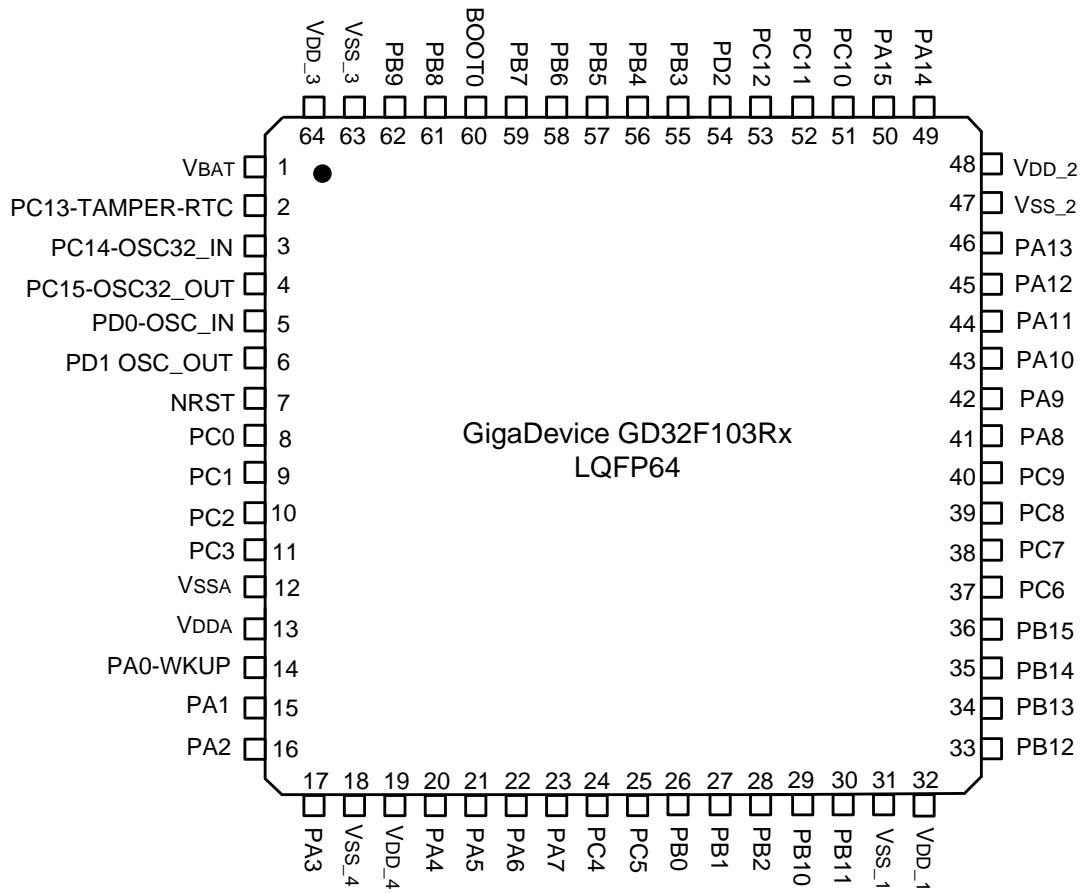 VDD_3
VSS_3
PB9
PB8
BOOT0
PB7
PB6
PB5
PB4
PB3
PD2
PC12
PC11
PC10
PA15
PA14
64 63 62 61 60 59 58 57 56 55 54 53 52 51 50 49
VBAT 1
PC13-TAMPER-RTC 2
PC14-OSC32_IN 3
PC15-OSC32_OUT 4
PD0-OSC_IN 5
PD1 OSC_OUT 6
NRST 7
PC0 8
PC1 9
PC2 10
PC3 11
VSSA 12
VDDA 13
PA0-WKUP 14
PA1 15
PA2 16
GigaDevice GD32F103Rx
LQFP64
48 VDD_2
47 VSS_2
46 PA13
45 PA12
44 PA11
43 PA10
42 PA9
41 PA8
40 PC9
39 PC8
38 PC7
37 PC6
36 PB15
35 PB14
34 PB13
33 PB12
17 18 19 20 21 22 23 24 25 26 27 28 29 30 31 32
PA3
VSS_4
VDD_4
PA4
PA5
PA6
PA7
PC4
PC5
PB0
PB1
PB2
PB10
PB11
VSS_1
VDD_1